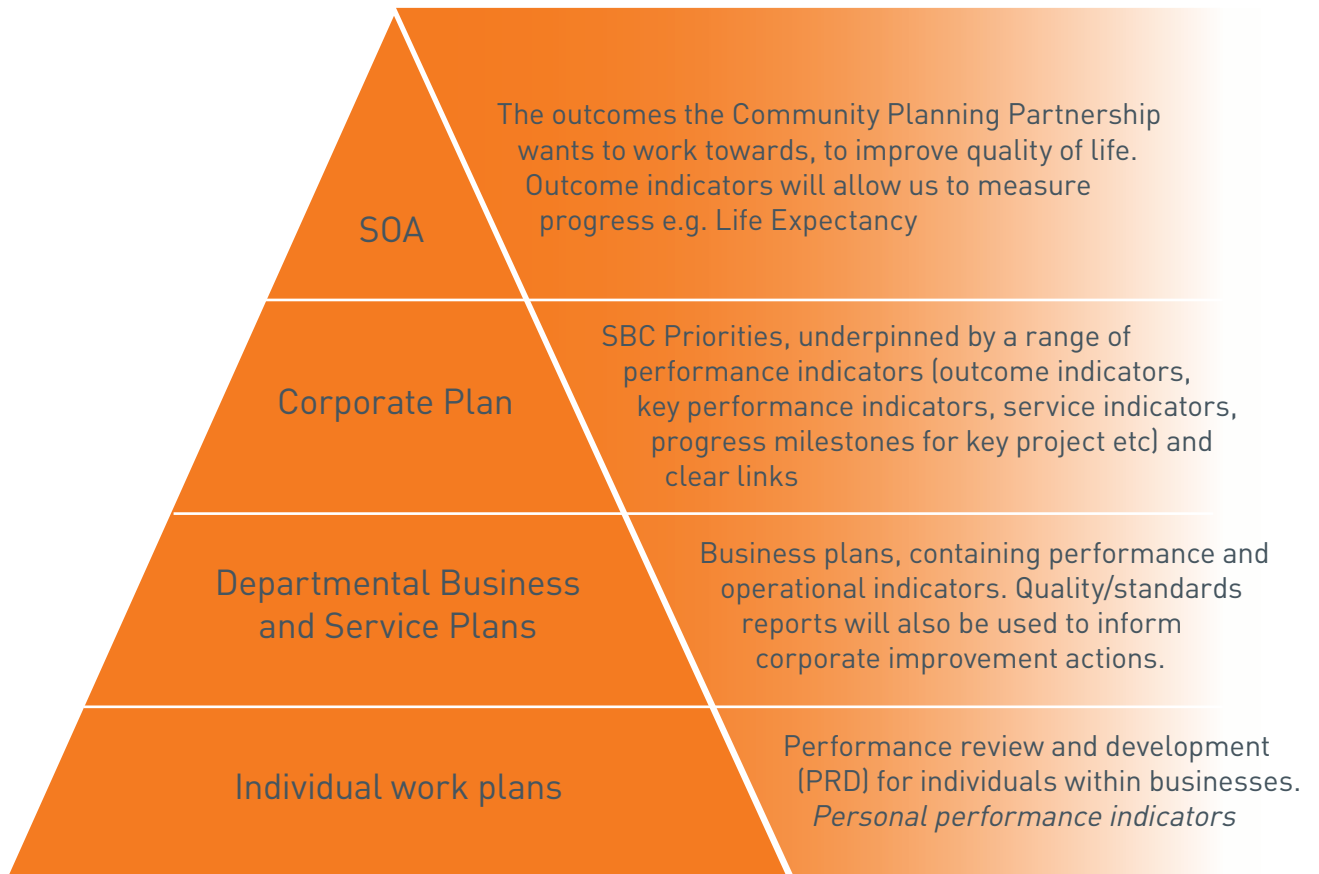 SOA
The outcomes the Community Planning Partnership
wants to work towards, to improve quality of life.
Outcome indicators will allow us to measure
progress e.g. Life Expectancy
Corporate Plan
SBC Priorities, underpinned by a range of
performance indicators (outcome indicators,
key performance indicators, service indicators,
progress milestones for key project etc) and
clear links
Departmental Business
and Service Plans
Business plans, containing performance and
operational indicators. Quality/standards
reports will also be used to inform
corporate improvement actions.
Individual work plans
Performance review and development
(PRD) for individuals within businesses.
Personal performance indicators